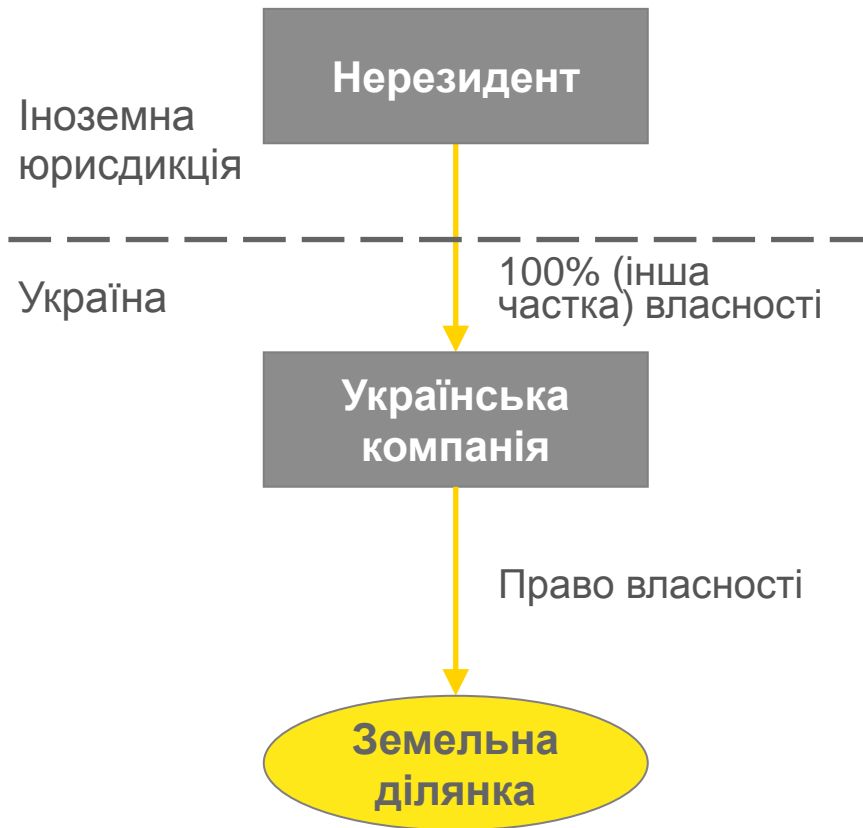 Нерезидент
Іноземна
юрисдикція
100% (інша
частка) власності
Україна
Українська
компанія
Право власності
Земельна
ділянка